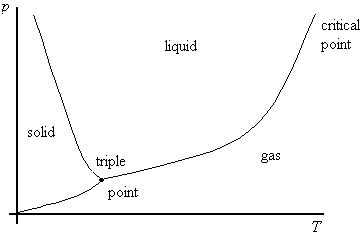 p
critical
point
liquid
solid
triple
gas
point
T